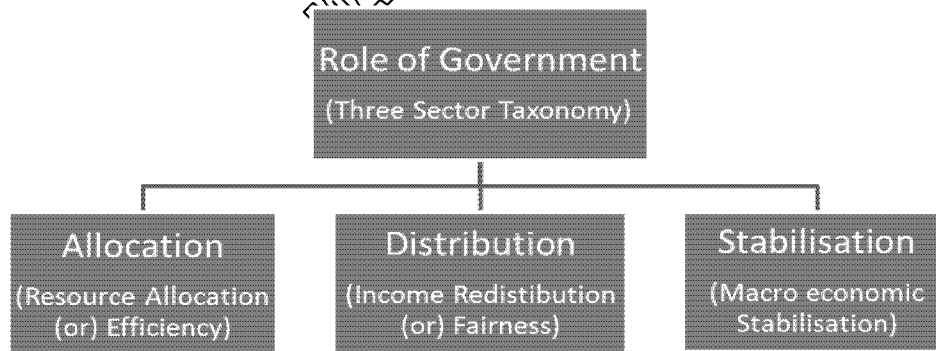 Role of Government
(Three Sector Taxonomy)
Allocation
(Resource Allocation
(or) Efficiency)
Distribution
(Income Redistibution
(or) Fairness)
Stabilisation
(Macro economic
Stabilisation)